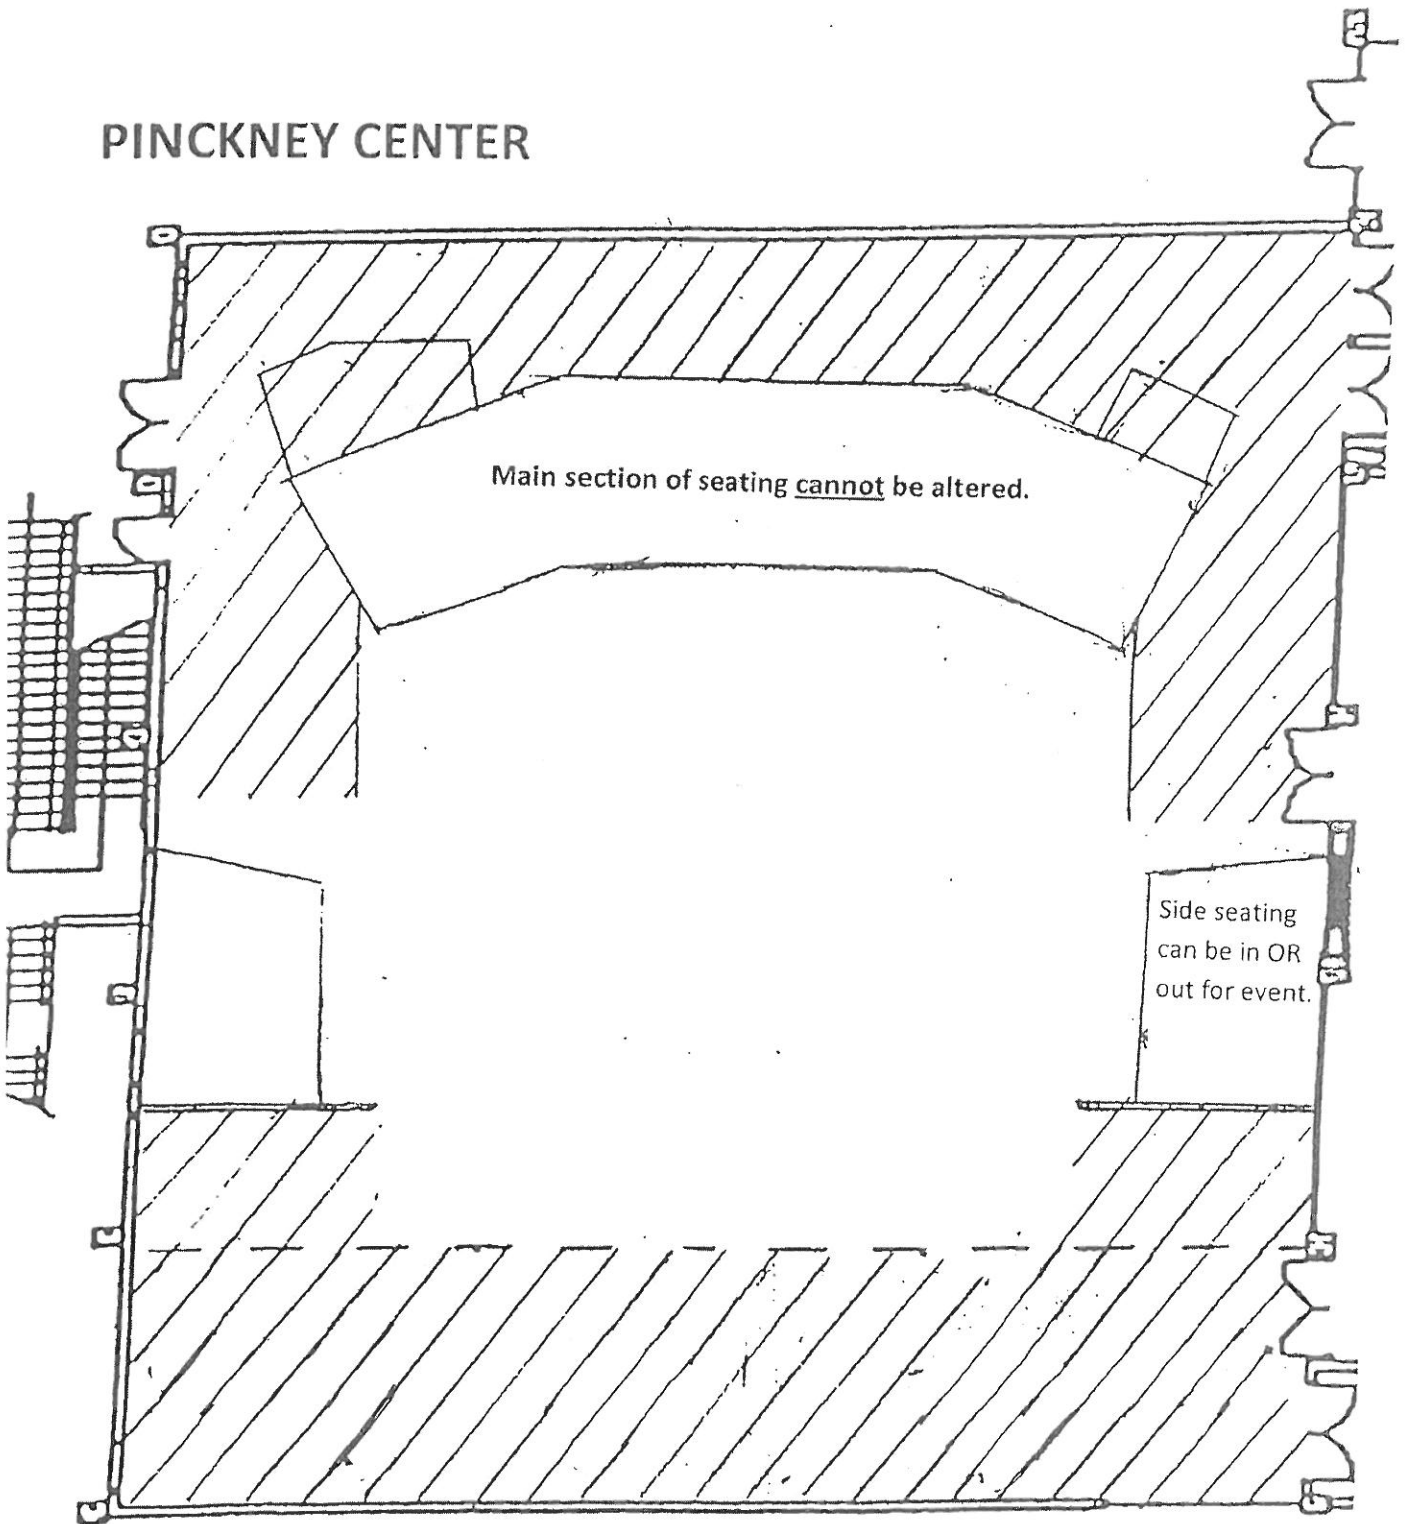 PINCKNEY CENTER
Main section of seating cannot be altered.
Side seating
can be in OR
out for event.